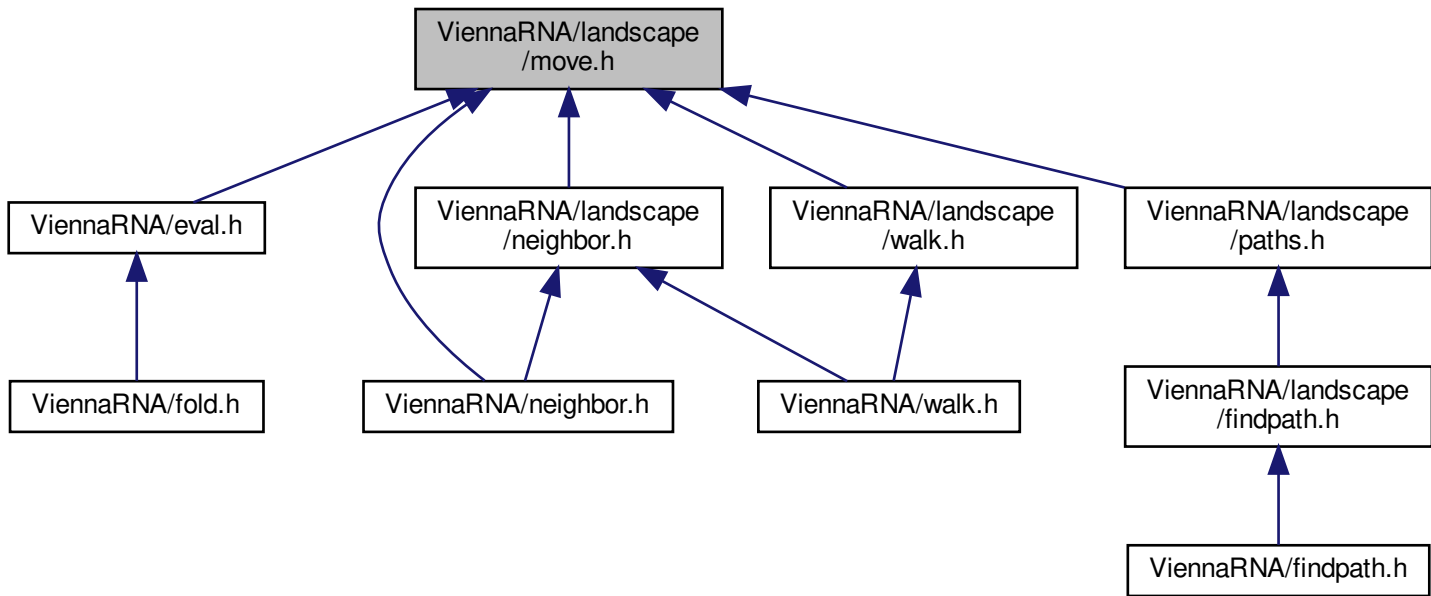 ViennaRNA/landscape
/move.h
ViennaRNA/eval.h
ViennaRNA/landscape
/neighbor.h
ViennaRNA/landscape
/walk.h
ViennaRNA/landscape
/paths.h
ViennaRNA/fold.h
ViennaRNA/neighbor.h
ViennaRNA/walk.h
ViennaRNA/landscape
/findpath.h
ViennaRNA/findpath.h